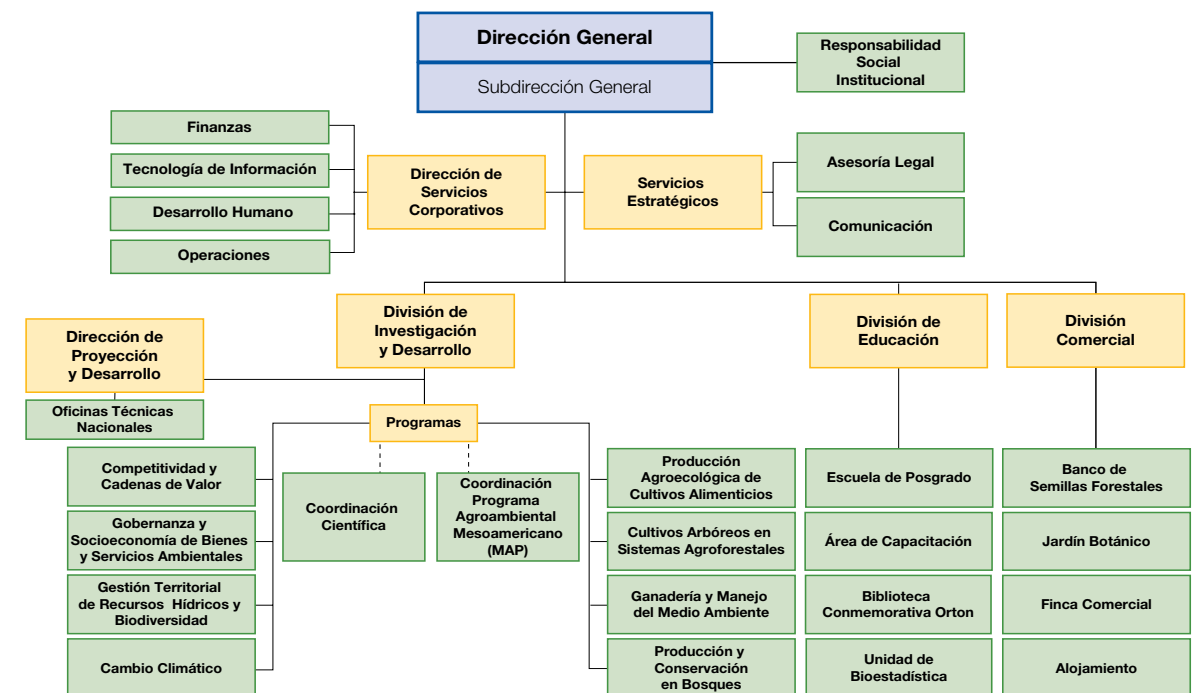 Dirección General
Subdirección General
Responsabilidad
Social
Institucional
Finanzas
Tecnología de Información
Desarrollo Humano
Operaciones
Dirección de
Servicios
Corporativos
Servicios
Estratégicos
Asesoría Legal
Comunicación
Dirección de
Proyección
y Desarrollo
Oficinas Técnicas
Nacionales
División de
Investigación
y Desarrollo
División de
Educación
División
Comercial
Programas
Competitividad y
Cadenas de Valor
Gobernanza y
Socioeconomía de Bienes
y Servicios Ambientales
Gestión Territorial
de Recursos Hídricos y
Biodiversidad
Cambio Climático
Coordinación
Científica
Coordinación
Programa
Agroambiental
Mesoamericano
(MAP)
Producción
Agroecológica de
Cultivos Alimenticios
Cultivos Arbóreos en
Sistemas Agroforestales
Ganadería y Manejo
del Medio Ambiente
Producción y
Conservación
en Bosques
Escuela de Posgrado
Área de Capacitación
Biblioteca
Conmemorativa Orton
Unidad de
Bioestadística
Banco de
Semillas Forestales
Jardín Botánico
Finca Comercial
Alojamiento